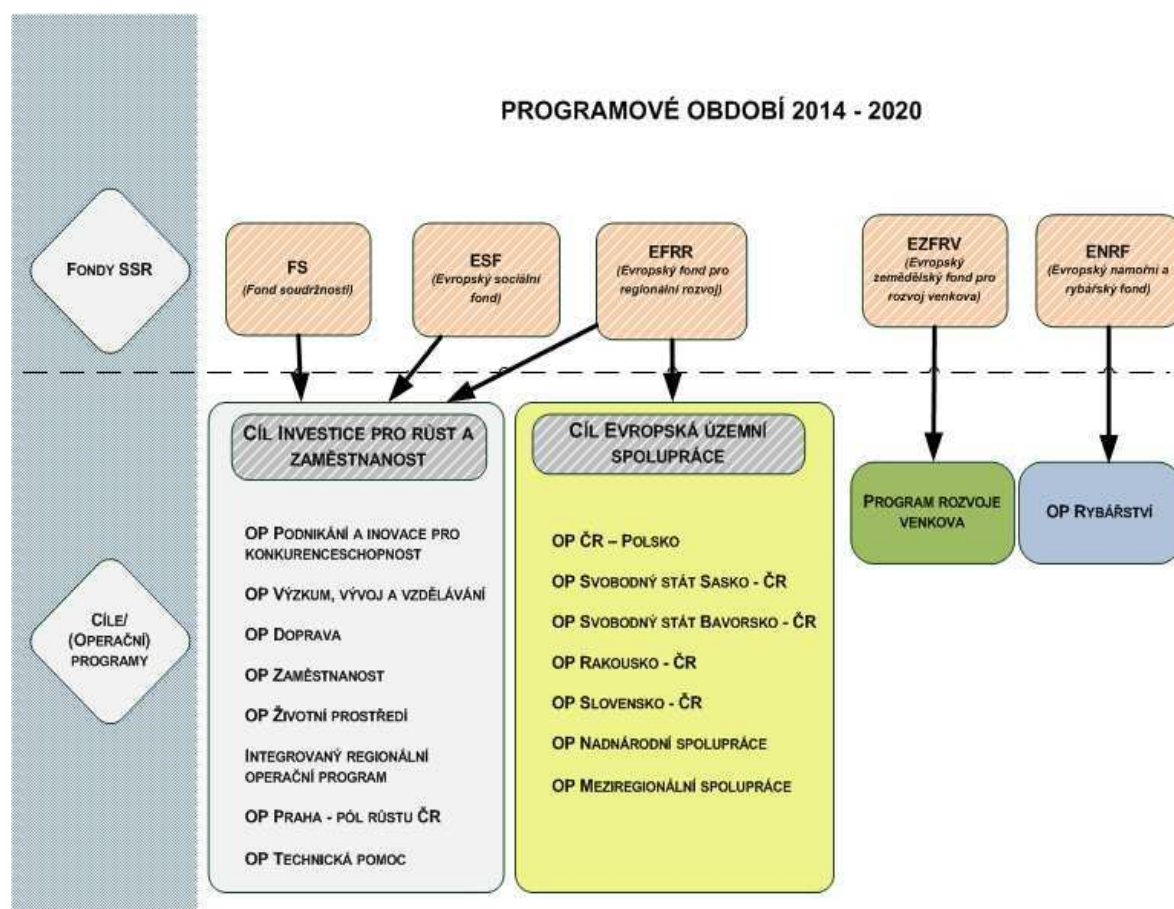 PROGRAMOVÉ OBDOBÍ 2014 - 2020
FONDY SSR
FS
(Fond soudržnosti)
ESF
(Evropský sociální
fond)
EFRR
(Evropský fond pro
regionální rozvoj)
EZFRV
(Evropský
zemědělský fond pro
rozvoj venkova)
ENRF
(Evropský námořní a
rybářský fond)
CÍLE/
(OPERAČNÍ)
PROGRAMY
CÍL INVESTICE PRO RŮST A
ZAMĚSTNANOST
OP PODNIKÁNÍ A INOVACE PRO
KONKURENCESCHOPNOST
OP VÝZKUM, VÝVOJ A VZDĚLÁVÁNÍ
OP DOPRAVA
OP ZAMĚSTNANOST
OP ŽIVOTNÍ PROSTŘEDÍ
INTEGROVANÝ REGIONÁLNÍ
OPERAČNÍ PROGRAM
OP PRAHA - PÓL RŮSTU ČR
OP TECHNICKÁ POMOC
CÍL EVROPSKÁ ÚZEMNÍ
SPOLUPRÁCE
OP ČR – POLSKO
OP SVOBODNÝ STÁT SASKO - ČR
OP SVOBODNÝ STÁT BAVORSKO - ČR
OP RAKOUSKO - ČR
OP SLOVENSKO - ČR
OP NADNÁRODNÍ SPOLUPRÁCE
OP MEZIREGIONÁLNÍ SPOLUPRÁCE
PROGRAM ROZVOJE
VENKOVA
OP RYBÁŘSTVÍ